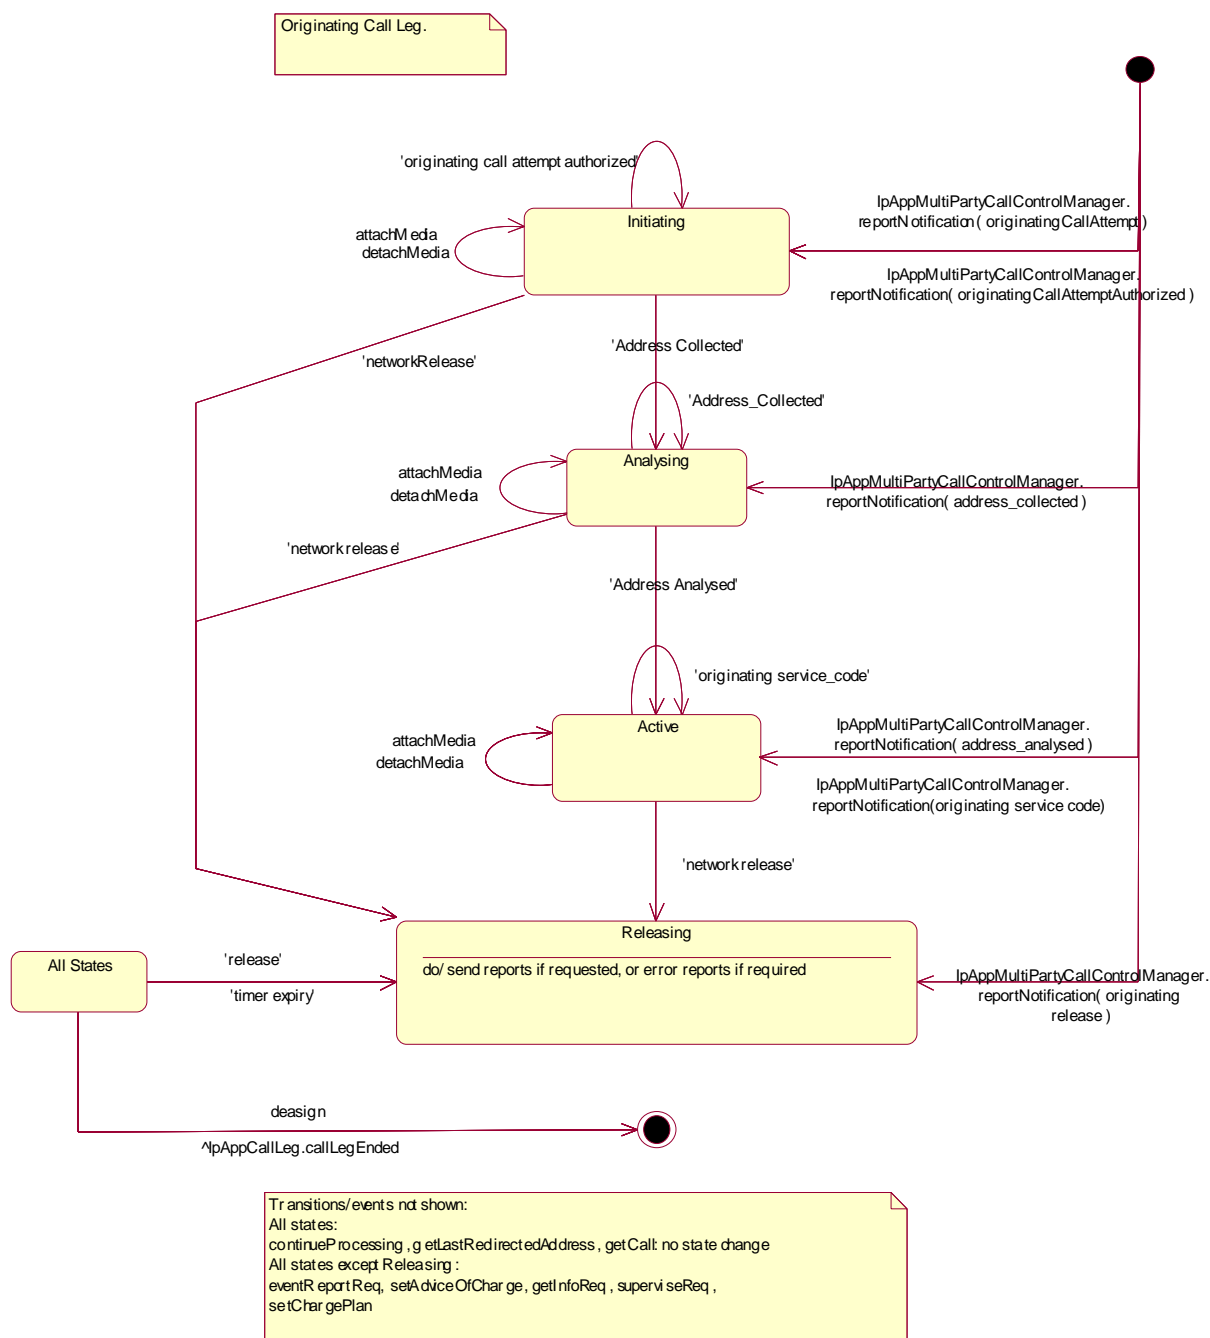 Originating Call Leg.
'originating call attempt authorized'
IpAppMultiPartyCallControlManager.
reportNotification( originatingCallAttempt )
Initiating
attachMedia
detachMedia
IpAppMultiPartyCallControlManager.
reportNotification( originatingCallAttemptAuthorized )
'Address Collected'
'networkRelease'
'Address_Collected'
Analysing
attachMedia
detachMedia
IpAppMultiPartyCallControlManager.
reportNotification( address_collected )
'network release'
'Address Analysed'
'originating service_code'
Active
attachMedia
detachMedia
IpAppMultiPartyCallControlManager.
reportNotification( address_analysed )
IpAppMultiPartyCallControlManager.
reportNotification(originating service code)
'network release'
Releasing
do/ send reports if requested, or error reports if required
All States
'release'
'timer expiry'
IpAppMultiPartyCallControlManager.
reportNotification( originating
release )
deasign
^IpAppCallLeg.callLegEnded
Transitions/events not shown:
All states:
continueProcessing , getLastRedirectedAddress , getCall: no state change
All states except Releasing :
eventReportReq, setAdviceOfCharge , getInfoReq , superviseReq ,
setChargePlan